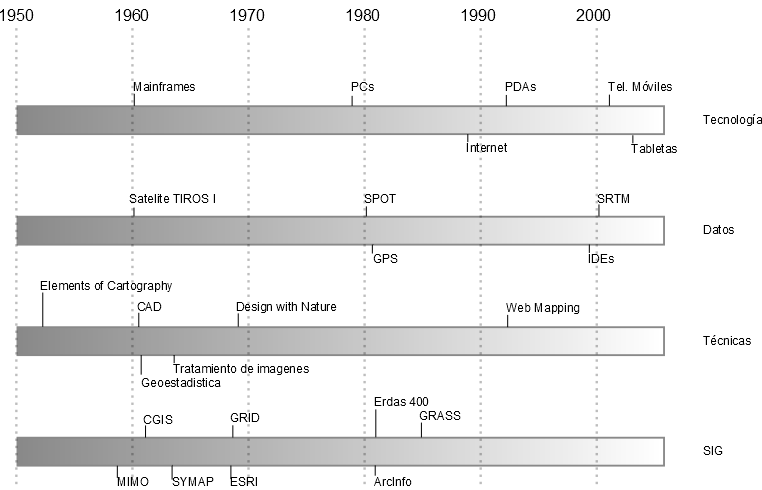 1950 1960 1970 1980 1990 2000
Mainframes PCs PDAs Tel. Móviles
Tecnología
Internet Tabletas
Satelite TIROS I SPOT SRTM
Datos
GPS IDEs
Elements of Cartography
CAD Design with Nature Web Mapping
Técnicas
Tratamiento de imagenes
Geoestadistica
Erdas 400
CGIS GRID GRASS
SIG
MIMO SYMAP ESRI ArcInfo